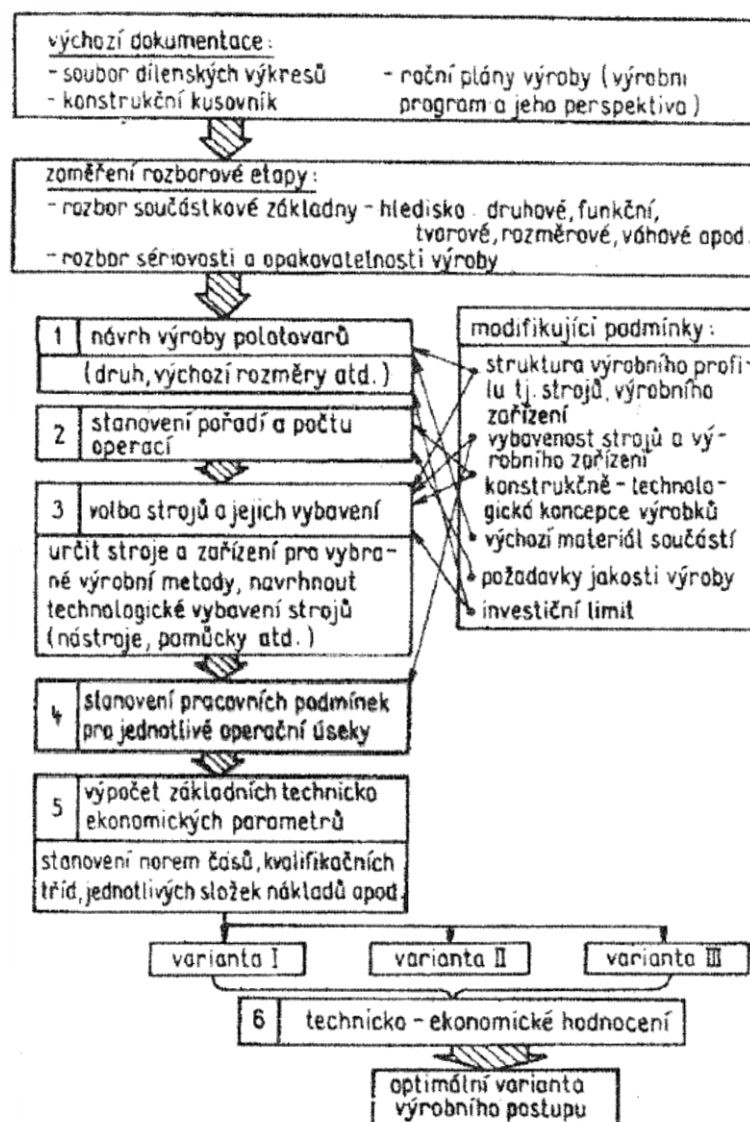 výchozí dokumentace:
- soubor dílenských výkresů
- konstrukční kusovník
- roční plány výroby (výrobní
program a jeho perspektiva)
zaměření rozborové etapy:
- rozbor součástkové základny - hledisko druhové, funkční,
tvarové, rozměrové, váhové apod.
- rozbor sériovosti a opakovatelnosti výroby
1 návrh výroby polotovarů
(druh, výchozí rozměry atd.)
2 stanovení pořadí a počtu
operací
3 volba strojů a jejich vybavení
určit stroje a zařízení pro vybra-
né výrobní metody, navrhnout
technologické vybavení strojů
(nástroje, pomůcky atd.)
4 stanovení pracovních podmínek
pro jednotlivé operační úseky
5 výpočet základních technicko
ekonomických parametrů
stanovení norem časů, kvalifikačních
tříd, jednotlivých složek nákladů apod.
modifikující podmínky:
struktura výrobního profi-
lu tj. strojů, výrobního
zařízení
vybavenost strojů a vý-
robního zařízení
konstrukčně - technolo-
gická koncepce výrobků
výchozí materiál součástí
požadavky jakosti výroby
investiční limit
varianta I
varianta II
varianta III
6 technicko - ekonomické hodnocení
optimální varianta
výrobního postupu